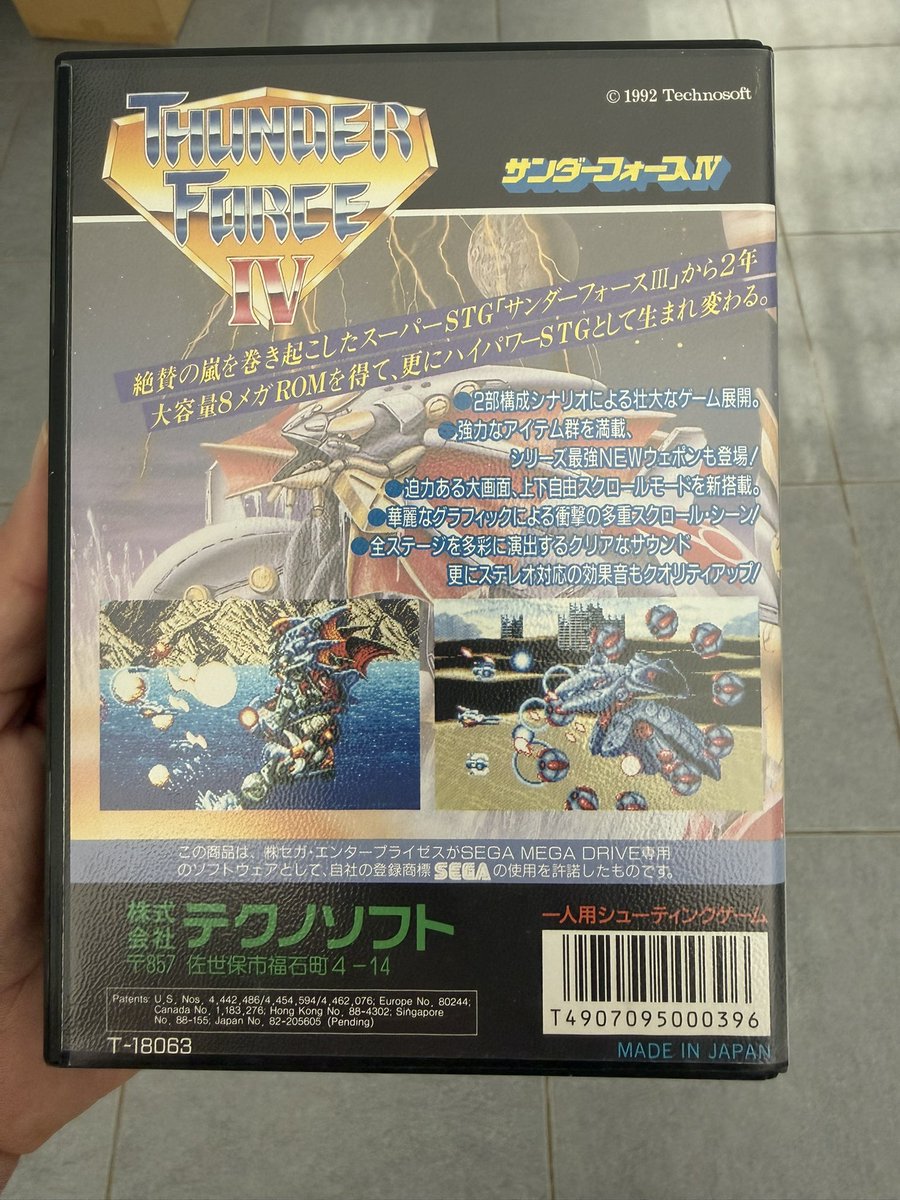 THUNDER
FORCE
IV
© 1992 Technosoft
サンダーフォースIV
絶賛の嵐を巻き起こしたスーパーSTG「サンダーフォースIII」から2年
大容量8メガROMを得て、更にハイパワーSTGとして生まれ変わる。
●2部構成シナリオによる壮大なゲーム展開。
●強力なアイテム群を満載、
シリーズ最強NEWウェポンも登場!
●迫力ある大画面、上下自由スクロールモードを新搭載。
●華麗なグラフィックによる衝撃の多重スクロール・シーン!
●全ステージを多彩に演出するクリアなサウンド
更にステレオ対応の効果音もクオリティアップ!
この商品は、㈱セガ・エンタープライゼスがSEGA MEGA DRIVE専用
のソフトウェアとして、自社の登録商標 SEGA の使用を許諾したものです。
株式会社 テクノソフト
〒857 佐世保市福石町4-14
一人用シューティングゲーム
Patents: U.S. Nos. 4,442,486/4,454,594/4,462,076; Europe No. 80244;
Canada No. 1,183,276; Hong Kong No. 88-4302; Singapore
No. 88-155; Japan No. 82-205605 (Pending)
T4907095000396
T-18063
MADE IN JAPAN